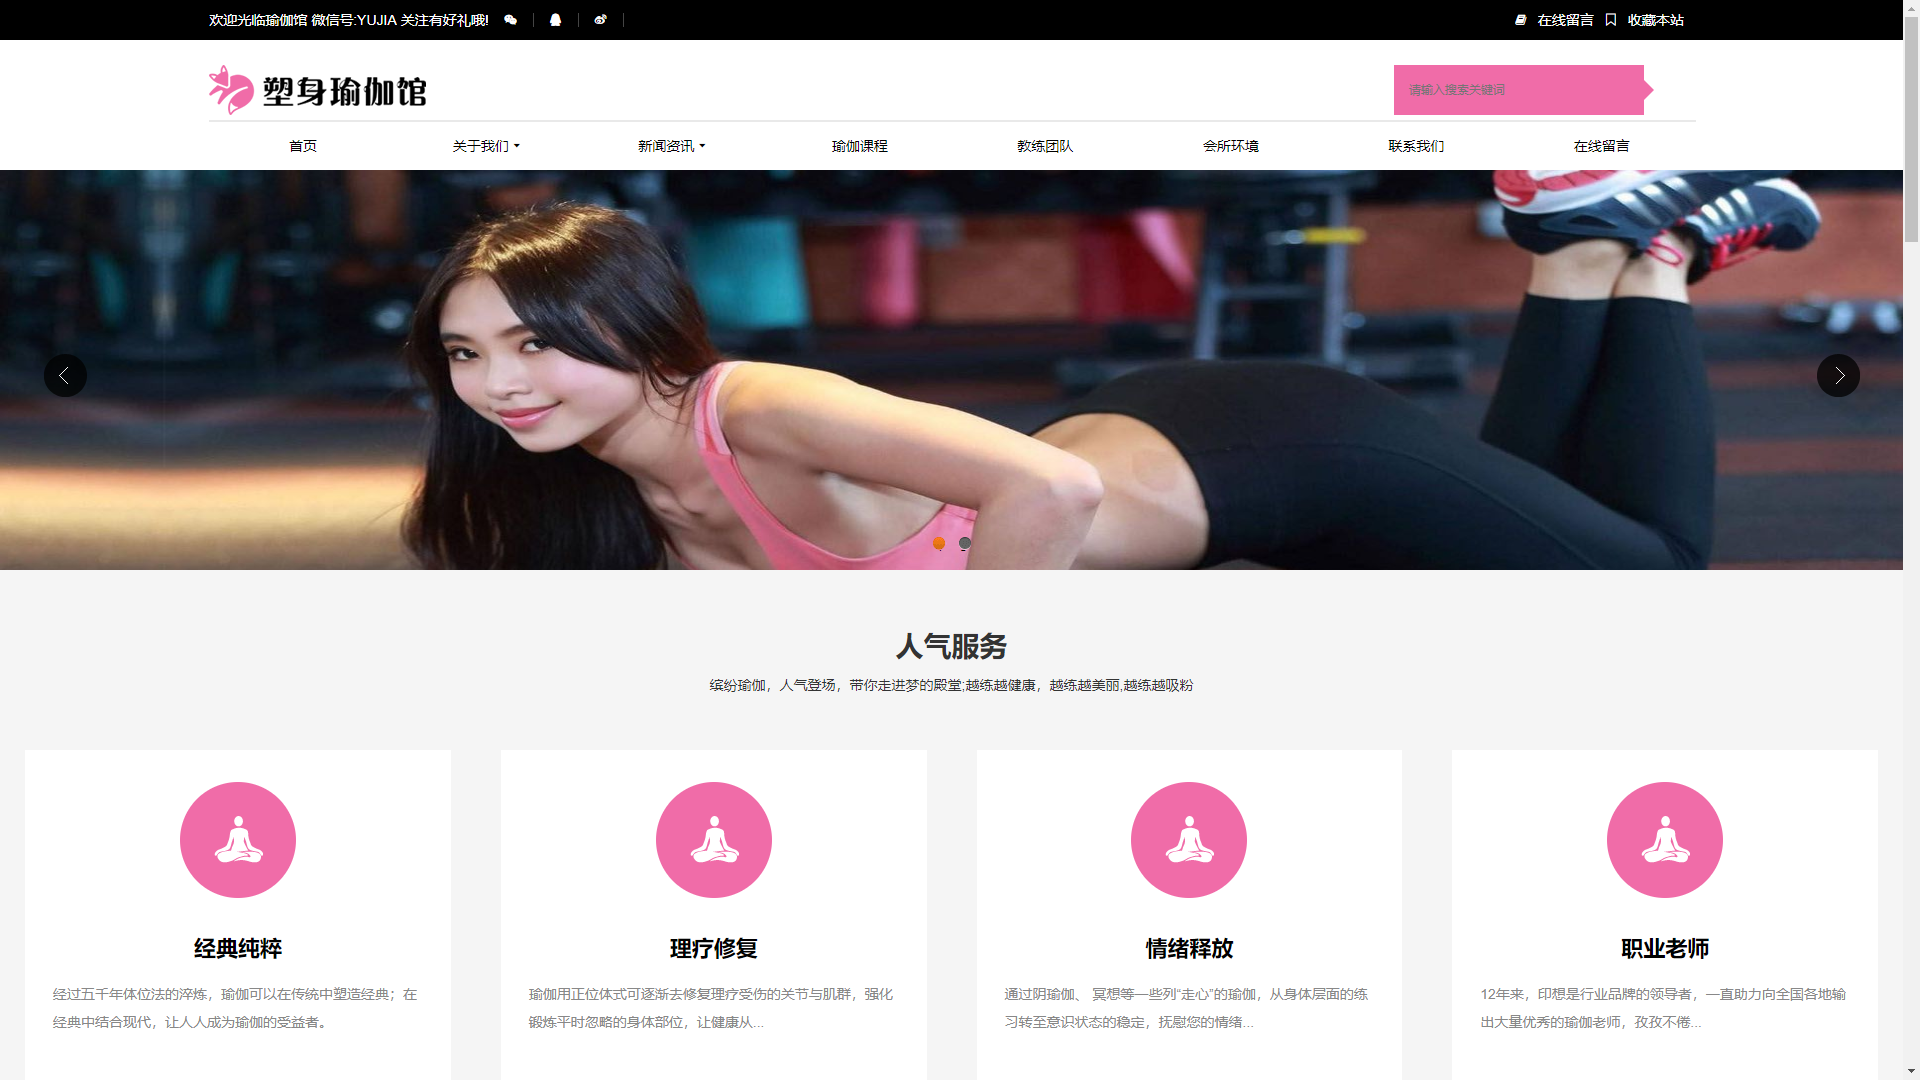 欢迎光临瑜伽馆 微信号:YUJIA 关注有好礼哦!
在线留言 收藏本站
塑身瑜伽馆
请输入搜索关键词
首页 关于我们 新闻资讯 瑜伽课程 教练团队 会所环境 联系我们 在线留言
人气服务
缤纷瑜伽，人气登场，带你走进梦的殿堂;越练越健康，越练越美丽,越练越吸粉
经典纯粹
经过五千年体位法的淬炼，瑜伽可以在传统中塑造经典；在
经典中结合现代，让人人成为瑜伽的受益者。
理疗修复
瑜伽用正位体式可逐渐去修复理疗受伤的关节与肌群，强化
锻炼平时忽略的身体部位，让健康从...
情绪释放
通过阴瑜伽、 冥想等一些列“走心”的瑜伽，从身体层面的练
习转至意识状态的稳定，抚慰您的情绪...
职业老师
12年来，印想是行业品牌的领导者，一直助力向全国各地输
出大量优秀的瑜伽老师，孜孜不倦...